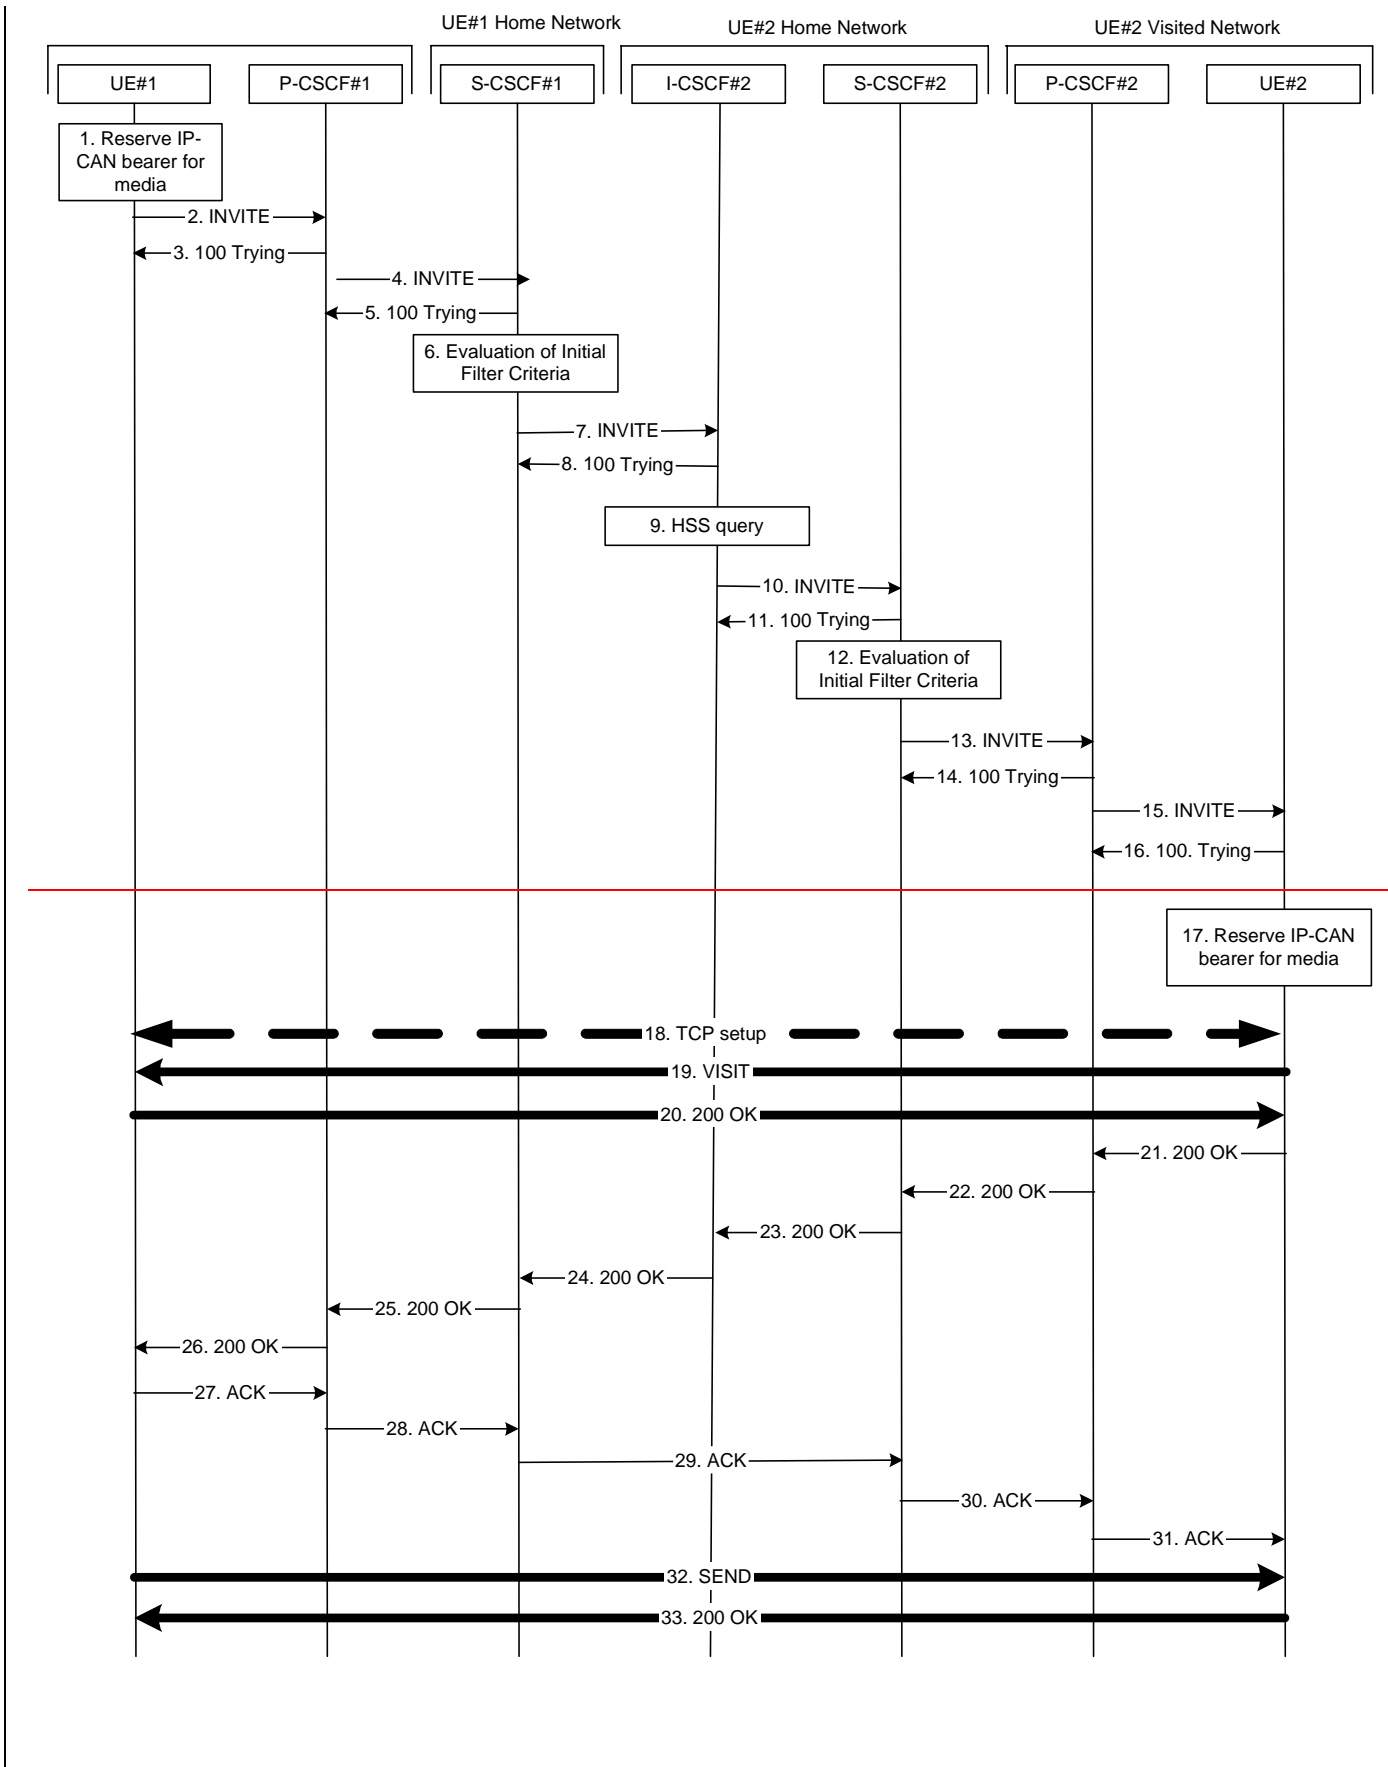 UE#1 Home Network
UE#2 Home Network
UE#2 Visited Network
UE#1
P-CSCF#1
S-CSCF#1
I-CSCF#2
S-CSCF#2
P-CSCF#2
UE#2
1. Reserve IP-
CAN bearer for
media
2. INVITE
3. 100 Trying
4. INVITE
5. 100 Trying
6. Evaluation of Initial
Filter Criteria
7. INVITE
8. 100 Trying
9. HSS query
10. INVITE
11. 100 Trying
12. Evaluation of
Initial Filter Criteria
13. INVITE
14. 100 Trying
15. INVITE
16. 100. Trying
17. Reserve IP-CAN
bearer for media
18. TCP setup
19. VISIT
20. 200 OK
21. 200 OK
22. 200 OK
23. 200 OK
24. 200 OK
25. 200 OK
26. 200 OK
27. ACK
28. ACK
29. ACK
30. ACK
31. ACK
32. SEND
33. 200 OK